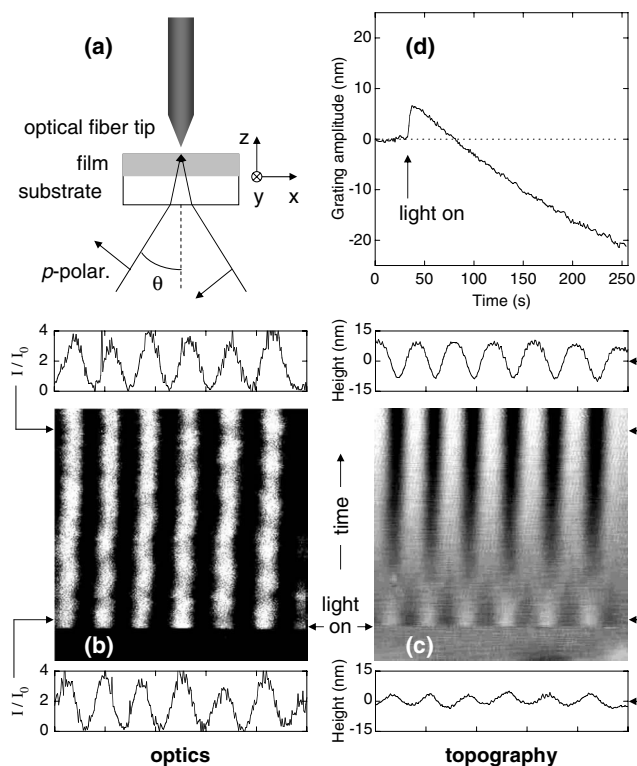 (a)
optical fiber tip
film
substrate
z
y
x
p-polar.
θ
(d)
Grating amplitude (nm)
20
10
0
-10
-20
light on
0
50
100
150
200
250
Time (s)
I / I0
4
2
0
Height (nm)
15
0
-15
(b)
time
light on
(c)
I / I0
4
2
0
Height (nm)
15
0
-15
optics
topography